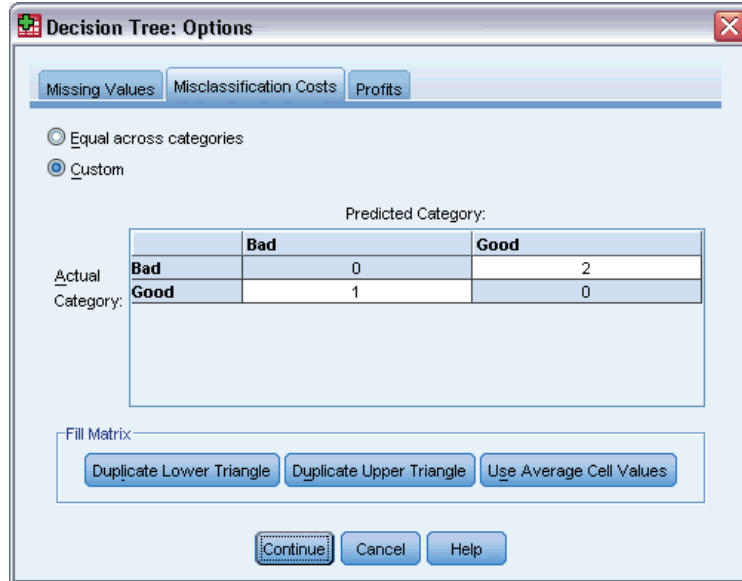 Decision Tree: Options
Missing Values Misclassification Costs Profits
Equal across categories
Custom
Predicted Category:
Bad Good
Actual Category:
Bad 0 2
Good 1 0
Fill Matrix
Duplicate Lower Triangle Duplicate Upper Triangle Use Average Cell Values
Continue Cancel Help